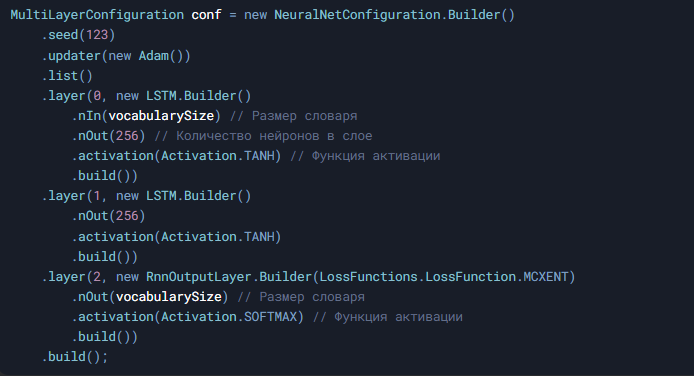 MultiLayerConfiguration conf = new NeuralNetConfiguration.Builder()
.seed(123)
.updater(new Adam())
.list()
.layer(0, new LSTM.Builder()
.nIn(vocabularySize) // Размер словаря
.nOut(256) // Количество нейронов в слое
.activation(Activation.TANH) // Функция активации
.build())
.layer(1, new LSTM.Builder()
.nOut(256)
.activation(Activation.TANH)
.build())
.layer(2, new RnnOutputLayer.Builder(LossFunctions.LossFunction.MCXENT)
.nOut(vocabularySize) // Размер словаря
.activation(Activation.SOFTMAX) // Функция активации
.build())
.build();